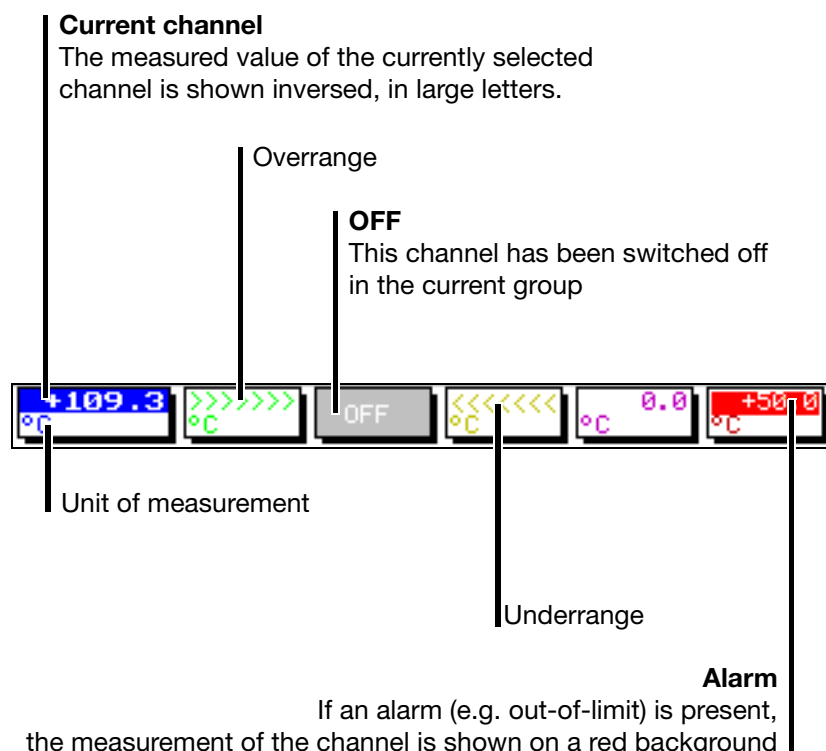 Current channel
The measured value of the currently selected
channel is shown inversed, in large letters.
Overrange
OFF
This channel has been switched off
in the current group
+109.3 >>>>>>> OFF <<<<<<< 0.0 +50.0
°C °C °C °C °C
Unit of measurement
Underrange
Alarm
If an alarm (e.g. out-of-limit) is present,
the measurement of the channel is shown on a red background